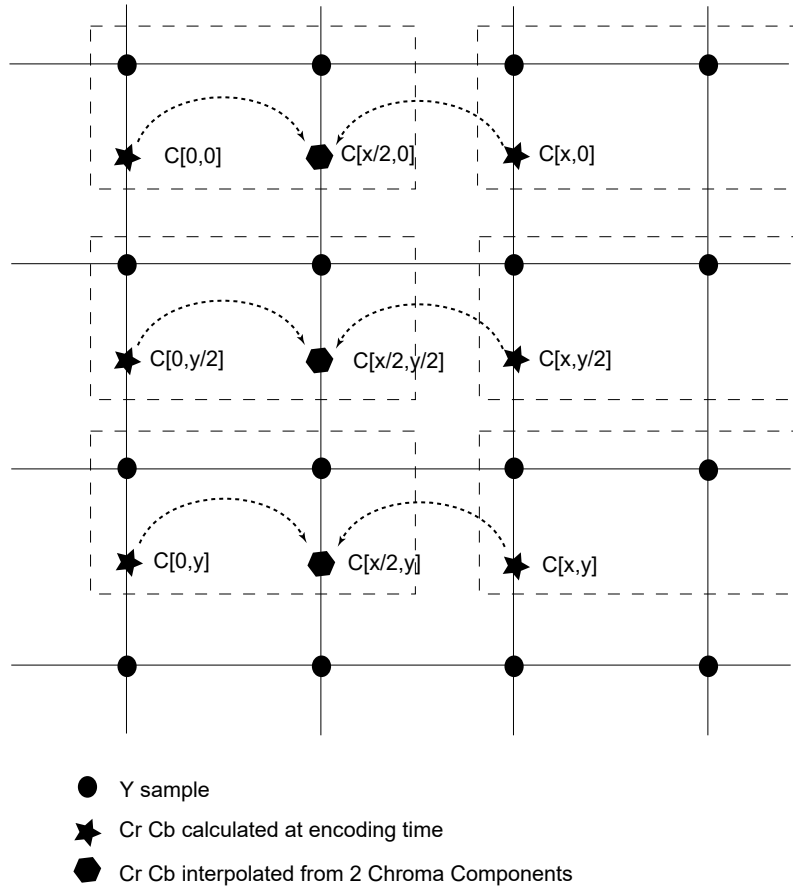 C[0,0] C[x/2,0] C[x,0]
C[0,y/2] C[x/2,y/2] C[x,y/2]
C[0,y] C[x/2,y] C[x,y]
Y sample
Cr Cb calculated at encoding time
Cr Cb interpolated from 2 Chroma Components